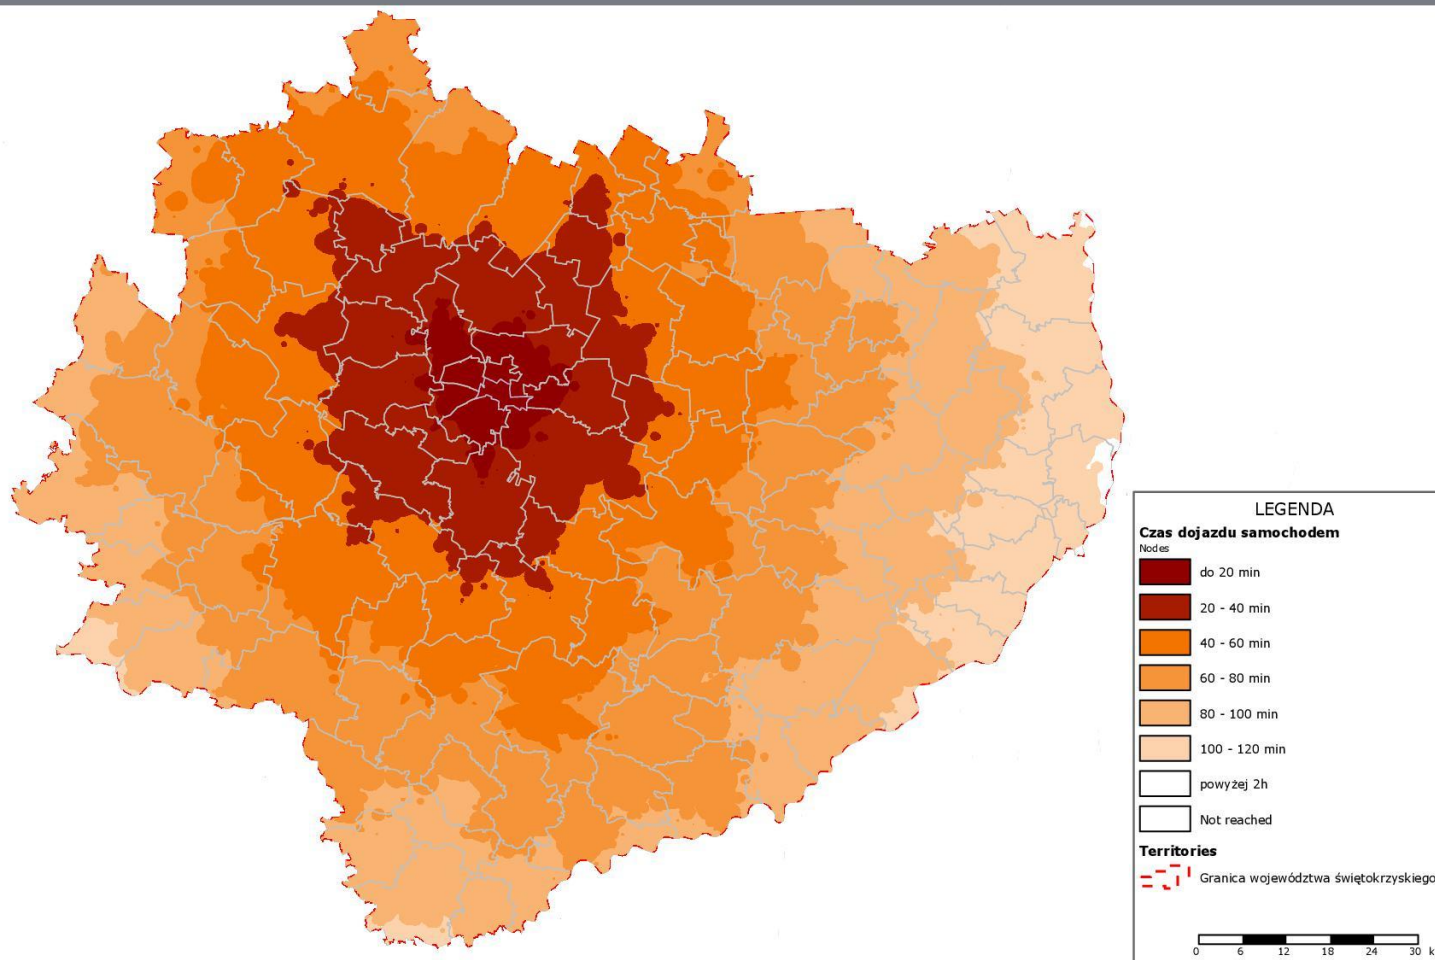 LEGENDA
Czas dojazdu samochodem
Nodes
do 20 min
20 - 40 min
40 - 60 min
60 - 80 min
80 - 100 min
100 - 120 min
powyżej 2h
Not reached
Territories
Granica województwa świętokrzyskiego
0 6 12 18 24 30 k